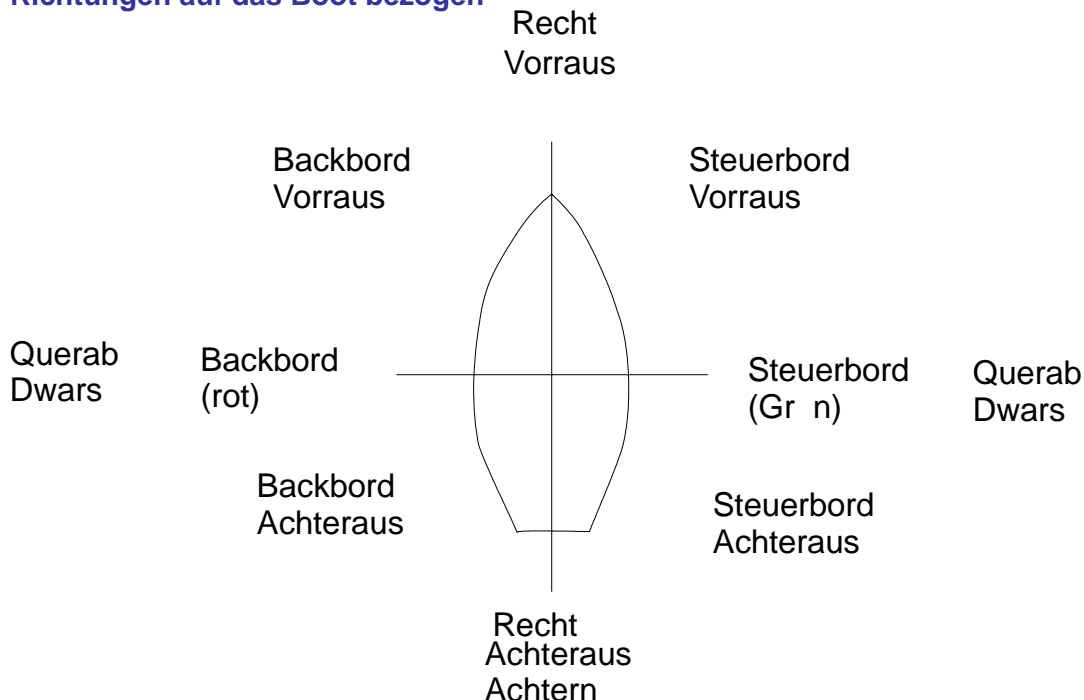 Richtungen auf das Boot bezogen
Recht
Vorraus
Backbord
Vorraus
Steuerbord
Vorraus
Querab
Dwars
Backbord
(rot)
Steuerbord
(Gr n)
Querab
Dwars
Backbord
Achteraus
Steuerbord
Achteraus
Recht
Achteraus
Achtern